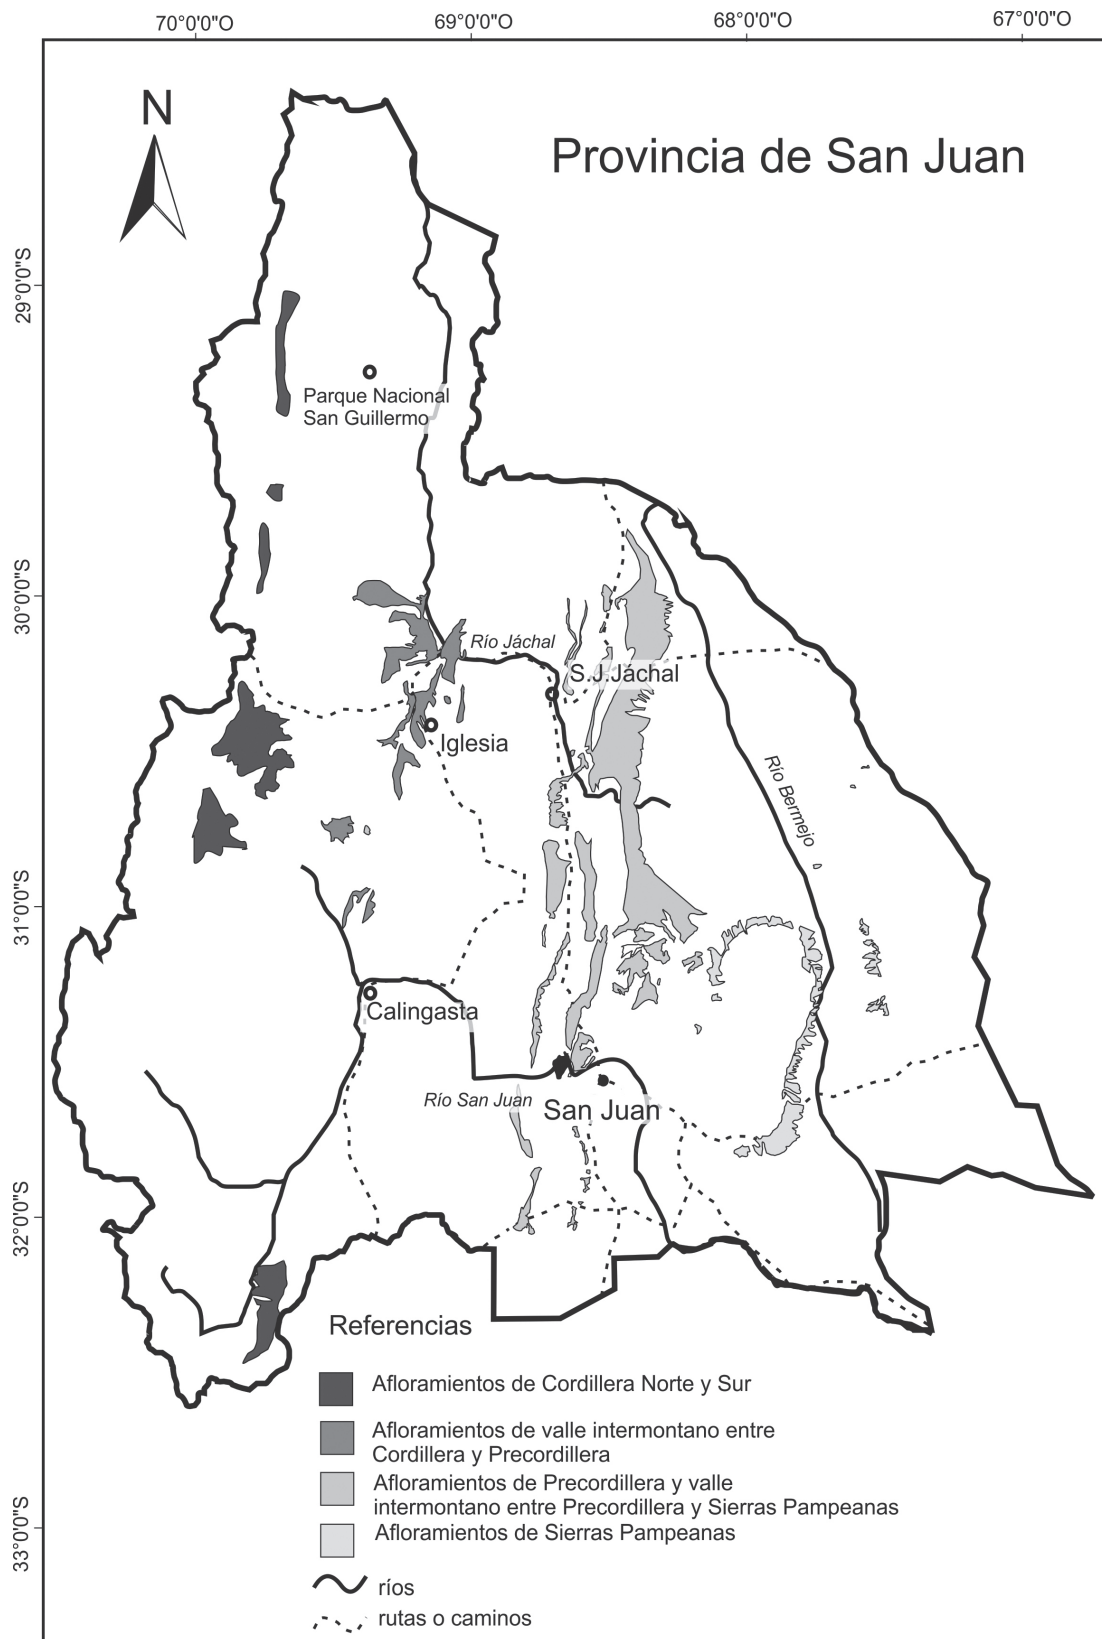 70°0'0"O
69°0'0"O
68°0'0"O
67°0'0"O
N
Provincia de San Juan
29°0'0"S
Parque Nacional
San Guillermo
30°0'0"S
Río Jáchal
S.J.Jáchal
Iglesia
Río Bermejo
31°0'0"S
Calingasta
Río San Juan
San Juan
32°0'0"S
Referencias
Afloramientos de Cordillera Norte y Sur
Afloramientos de valle intermontano entre
Cordillera y Precordillera
Afloramientos de Precordillera y valle
intermontano entre Precordillera y Sierras Pampeanas
Afloramientos de Sierras Pampeanas
33°0'0"S
ríos
rutas o caminos